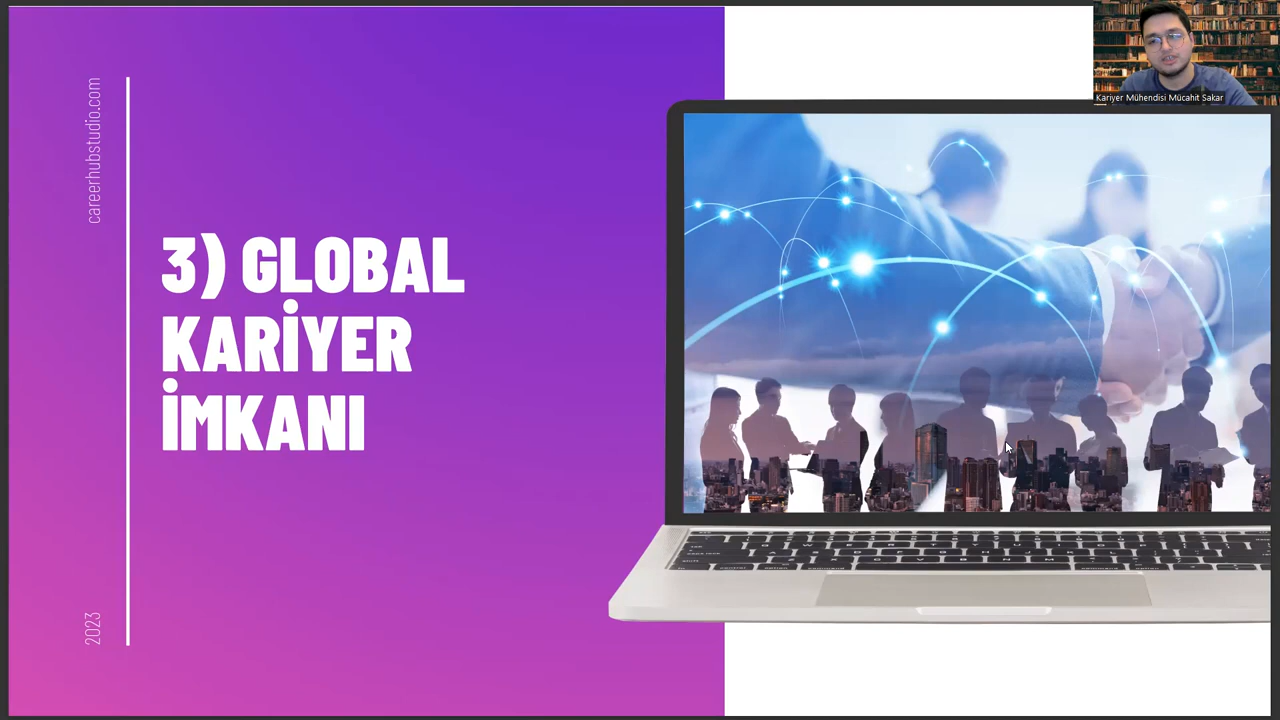 careerhubstudio.com
3) GLOBAL
KARİYER
İMKANI
2023
Kariyer Mühendisi Mücahit Sakar